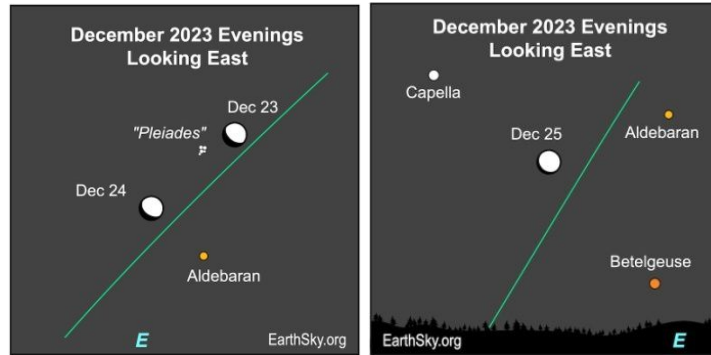 December 2023 Evenings
Looking East
Dec 23
"Pleiades"
Dec 24
Aldebaran
E
EarthSky.org
December 2023 Evenings
Looking East
Capella
Aldebaran
Dec 25
Betelgeuse
EarthSky.org
E